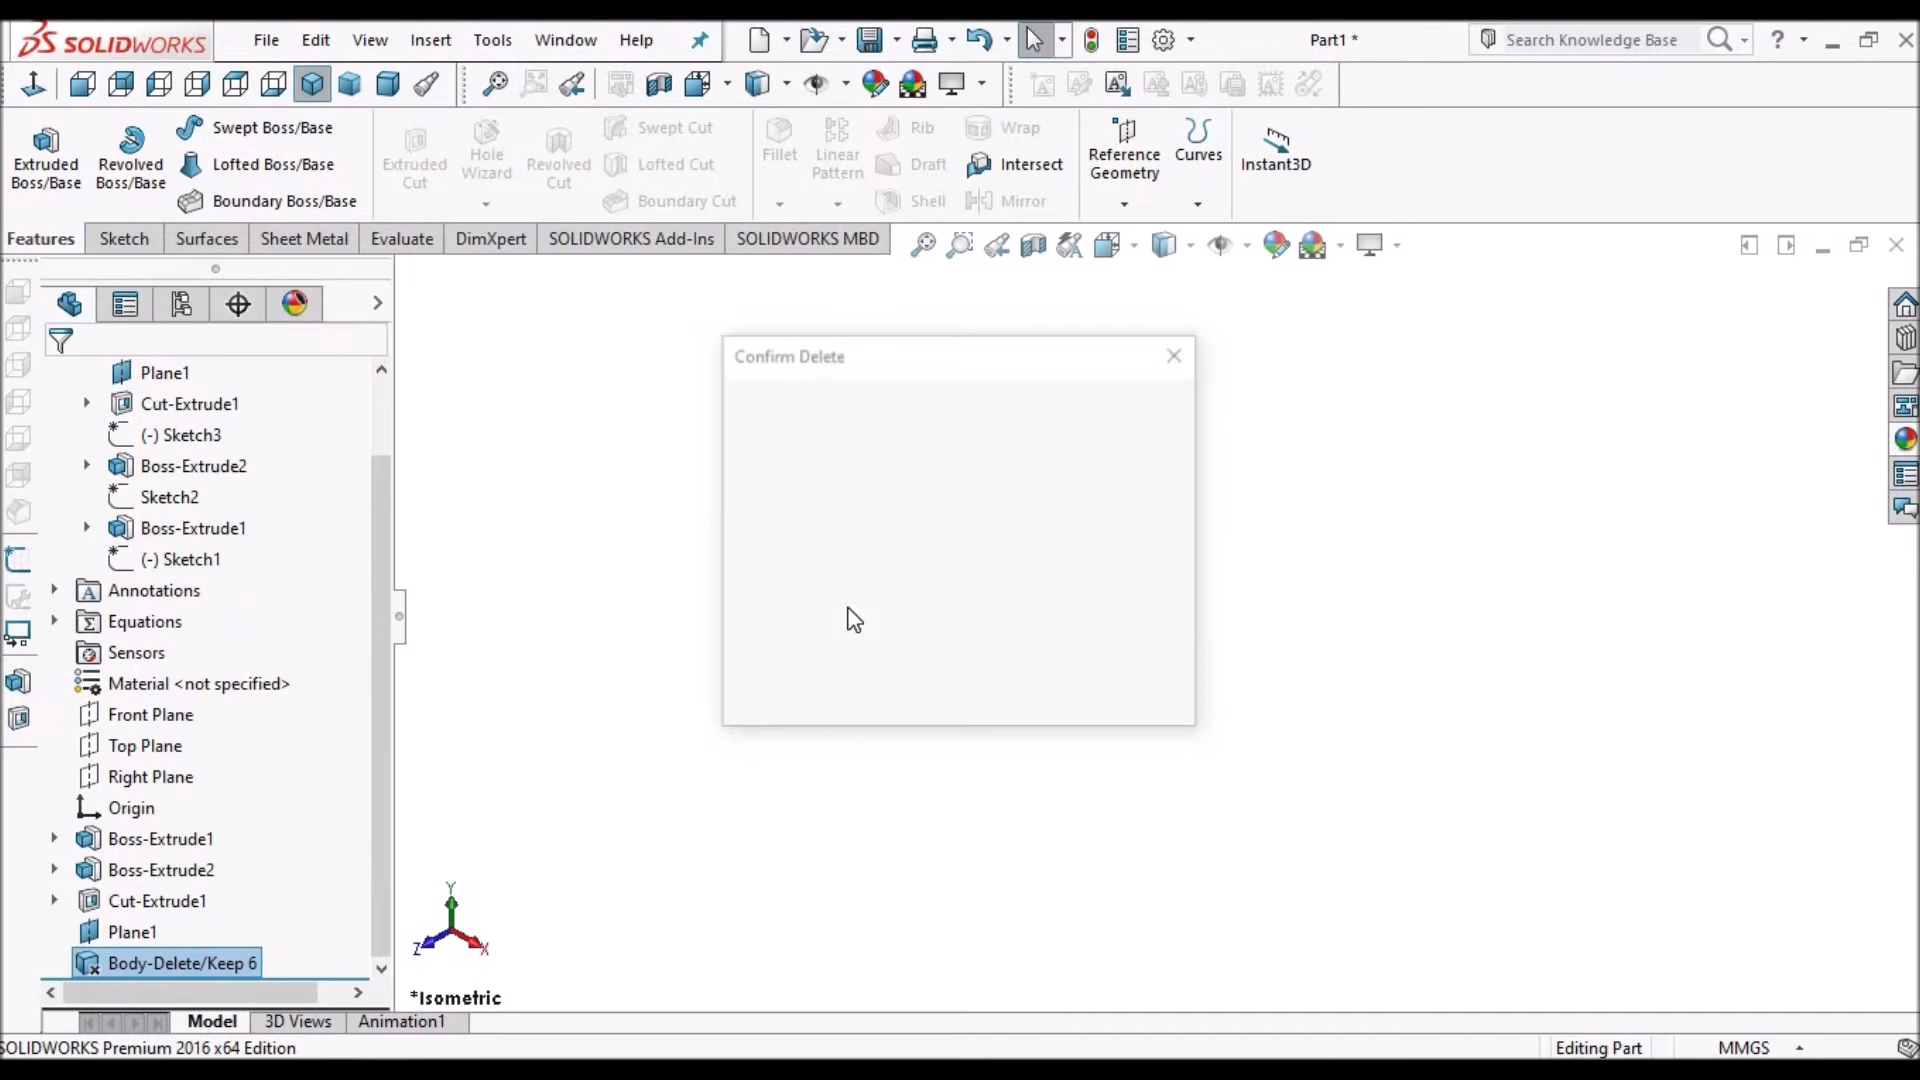 SOLIDWORKS File Edit View Insert Tools Window Help Part1 * Search Knowledge Base ?
Extruded Boss/Base
Revolved Boss/Base
Swept Boss/Base
Lofted Boss/Base
Boundary Boss/Base
Extruded Cut
Hole Wizard
Revolved Cut
Swept Cut
Lofted Cut
Boundary Cut
Fillet
Linear Pattern
Rib
Draft
Shell
Wrap
Intersect
Mirror
Reference Geometry
Curves
Instant3D
Features Sketch Surfaces Sheet Metal Evaluate DimXpert SOLIDWORKS Add-Ins SOLIDWORKS MBD
Confirm Delete
Plane1
Cut-Extrude1
(-) Sketch3
Boss-Extrude2
Sketch2
Boss-Extrude1
(-) Sketch1
Annotations
Equations
Sensors
Material <not specified>
Front Plane
Top Plane
Right Plane
Origin
Boss-Extrude1
Boss-Extrude2
Cut-Extrude1
Plane1
Body-Delete/Keep 6
Y
Z X
*Isometric
Model 3D Views Animation1
SOLIDWORKS Premium 2016 x64 Edition Editing Part MMGS